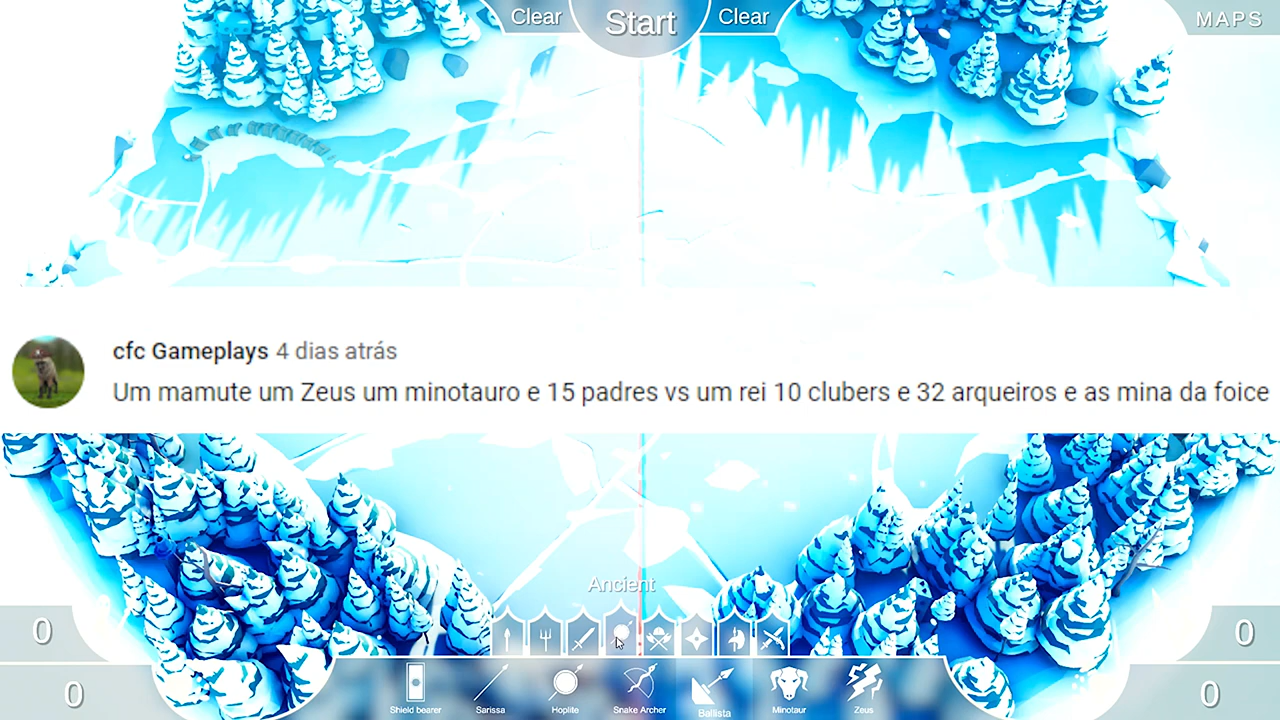 Clear
Start
Clear
MAPS
cfc Gameplays 4 dias atrás
Um mamute um Zeus um minotauro e 15 padres vs um rei 10 clubers e 32 arqueiros e as mina da foice
Ancient
0
0
0
0
Shield bearer
Sarissa
Hoplite
Snake Archer
Ballista
Minotaur
Zeus